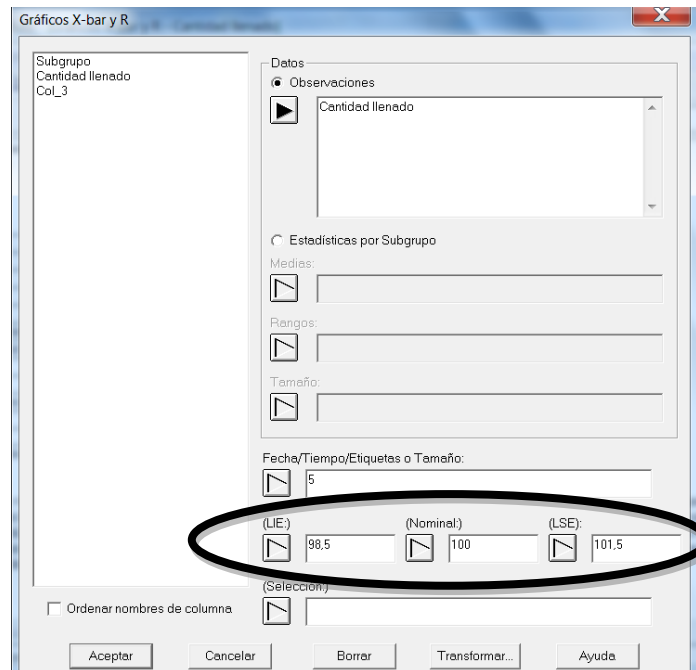 Gráficos X-bar y R
Subgrupo
Cantidad llenado
Col_3
Datos
Observaciones
Cantidad llenado
Estadísticas por Subgrupo
Medias:
Rangos:
Tamaño:
Fecha/Tiempo/Etiquetas o Tamaño:
5
(LIE:) (Nominal:) (LSE):
98,5 100 101,5
(Selección:)
Ordenar nombres de columna
Aceptar Cancelar Borrar Transformar... Ayuda